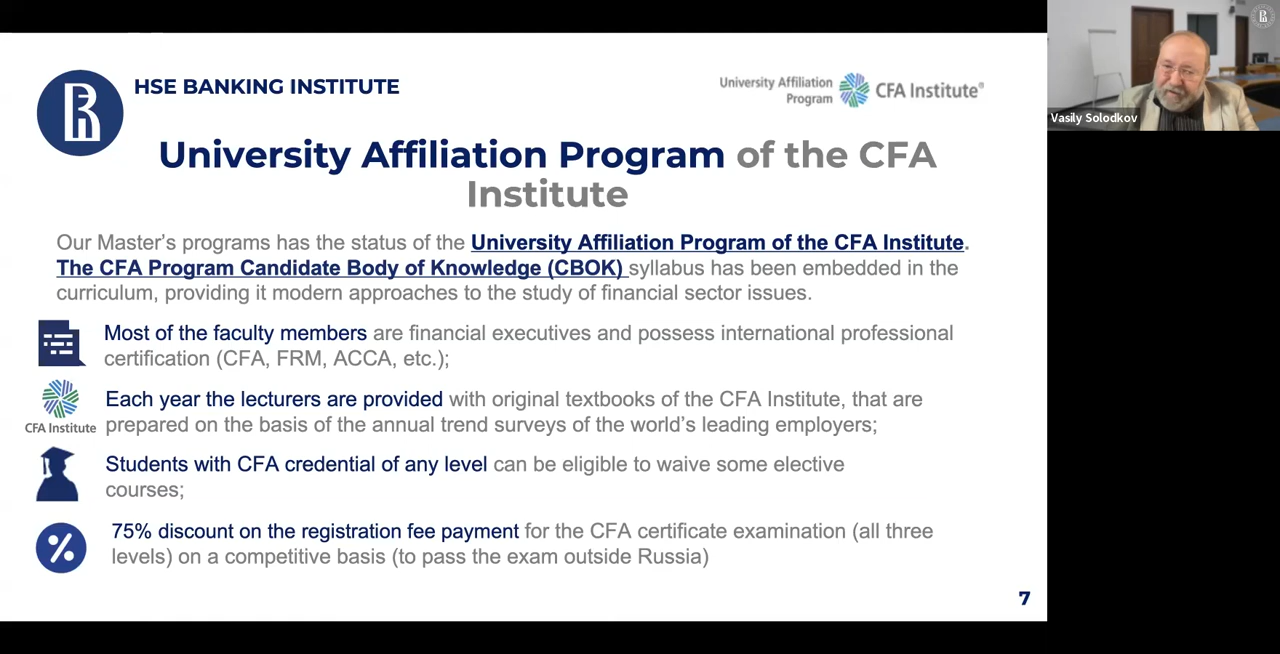 HSE BANKING INSTITUTE
University Affiliation
Program
CFA Institute®
University Affiliation Program of the CFA
Institute
Our Master’s programs has the status of the University Affiliation Program of the CFA Institute.
The CFA Program Candidate Body of Knowledge (CBOK) syllabus has been embedded in the
curriculum, providing it modern approaches to the study of financial sector issues.
Most of the faculty members are financial executives and possess international professional
certification (CFA, FRM, ACCA, etc.);
Each year the lecturers are provided with original textbooks of the CFA Institute, that are
CFA Institute
prepared on the basis of the annual trend surveys of the world’s leading employers;
Students with CFA credential of any level can be eligible to waive some elective
courses;
75% discount on the registration fee payment for the CFA certificate examination (all three
levels) on a competitive basis (to pass the exam outside Russia)
7
Vasily Solodkov